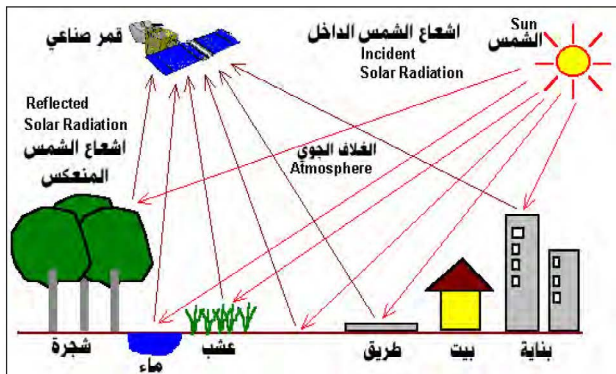 Sun
الشمس
اشعاع الشمس الداخل
Incident
Solar Radiation
قمر صناعي
Reflected
Solar Radiation
اشعاع الشمس
المنعكس
الغلاف الجوي
Atmosphere
بناية
بيت
طريق
عشب
ماء
شجرة